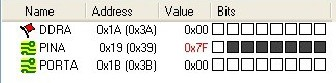 Name Address Value Bits
DDRA 0x1A (0x3A) 0x00
PINA 0x19 (0x39) 0x7F
PORTA 0x1B (0x3B) 0x00